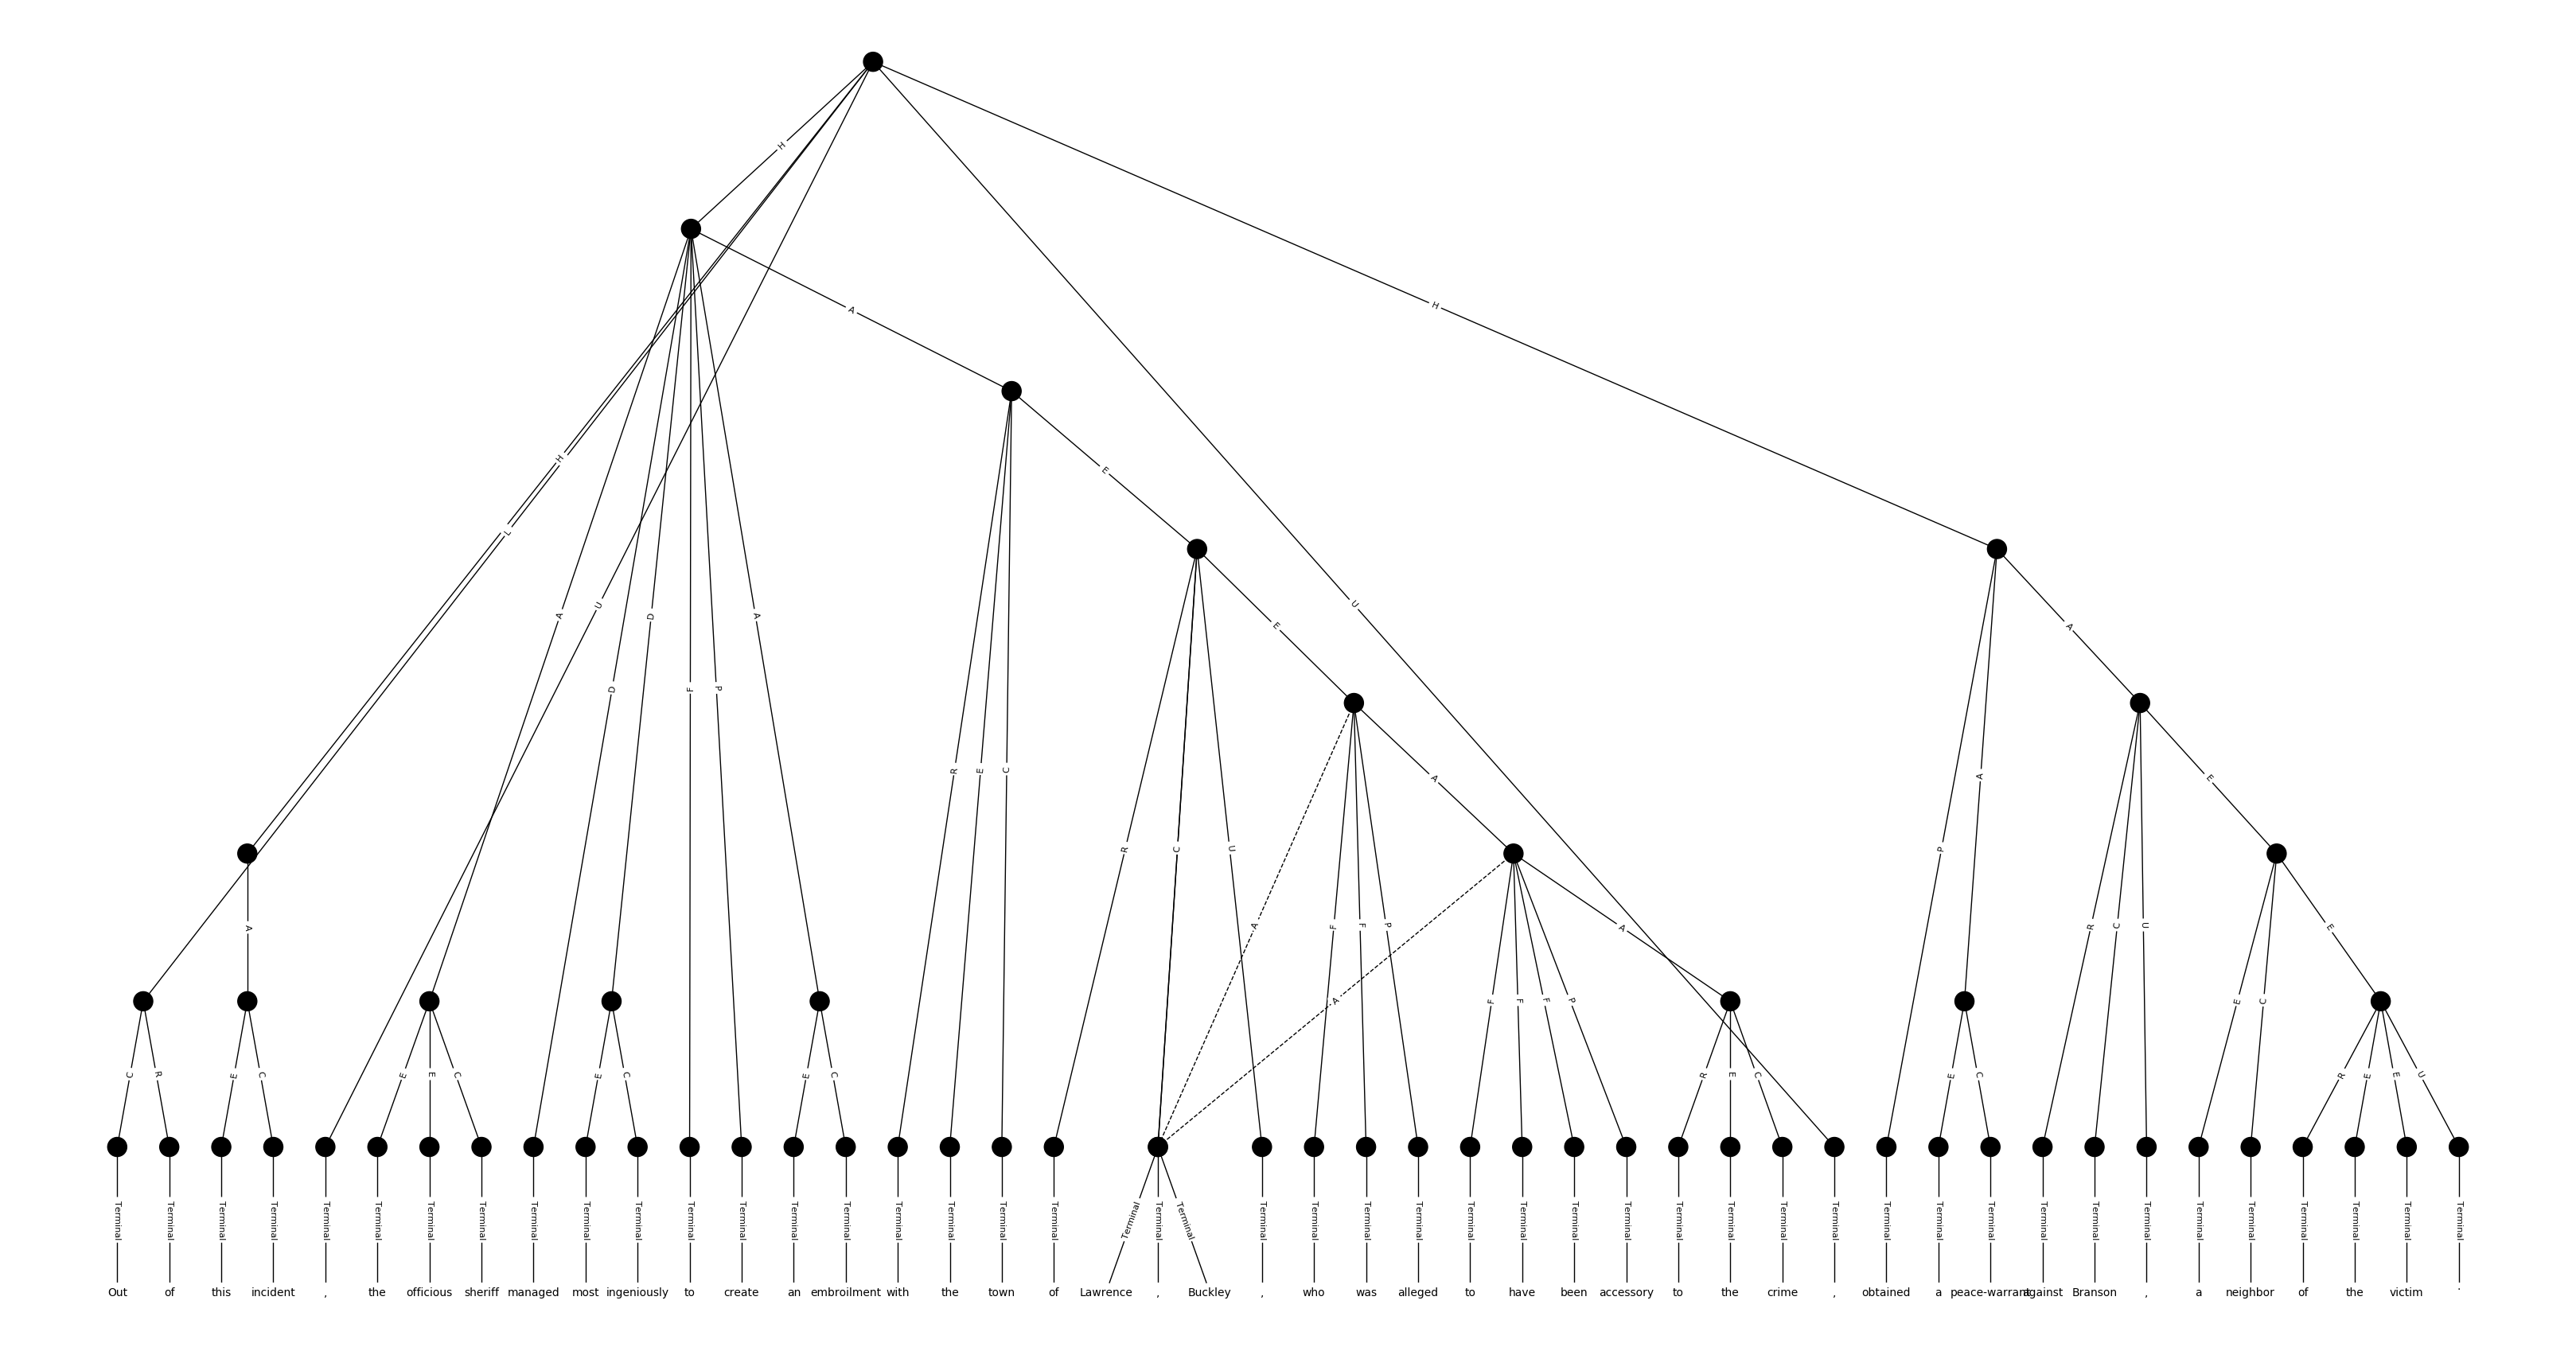 H
A
H
E
H
L
A
U
D
D
F
P
A
R
E
C
E
U
A
R
C
U
A
F
F
P
A
A
F
F
F
P
A
P
A
R
C
U
E
E
C
E
A
C
R
E
C
E
E
C
E
C
E
C
R
E
C
E
C
R
E
E
U
Terminal Terminal Terminal Terminal Terminal Terminal Terminal Terminal Terminal Terminal Terminal Terminal Terminal Terminal Terminal Terminal Terminal Terminal Terminal Terminal Terminal Terminal Terminal Terminal Terminal Terminal Terminal Terminal Terminal Terminal Terminal Terminal Terminal Terminal Terminal Terminal Terminal Terminal Terminal Terminal Terminal Terminal Terminal Terminal Terminal Terminal
Out of this incident , the officious sheriff managed most ingeniously to create an embroilment with the town of Lawrence , Buckley , who was alleged to have been accessory to the crime , obtained a peace-warrant against Branson , a neighbor of the victim .